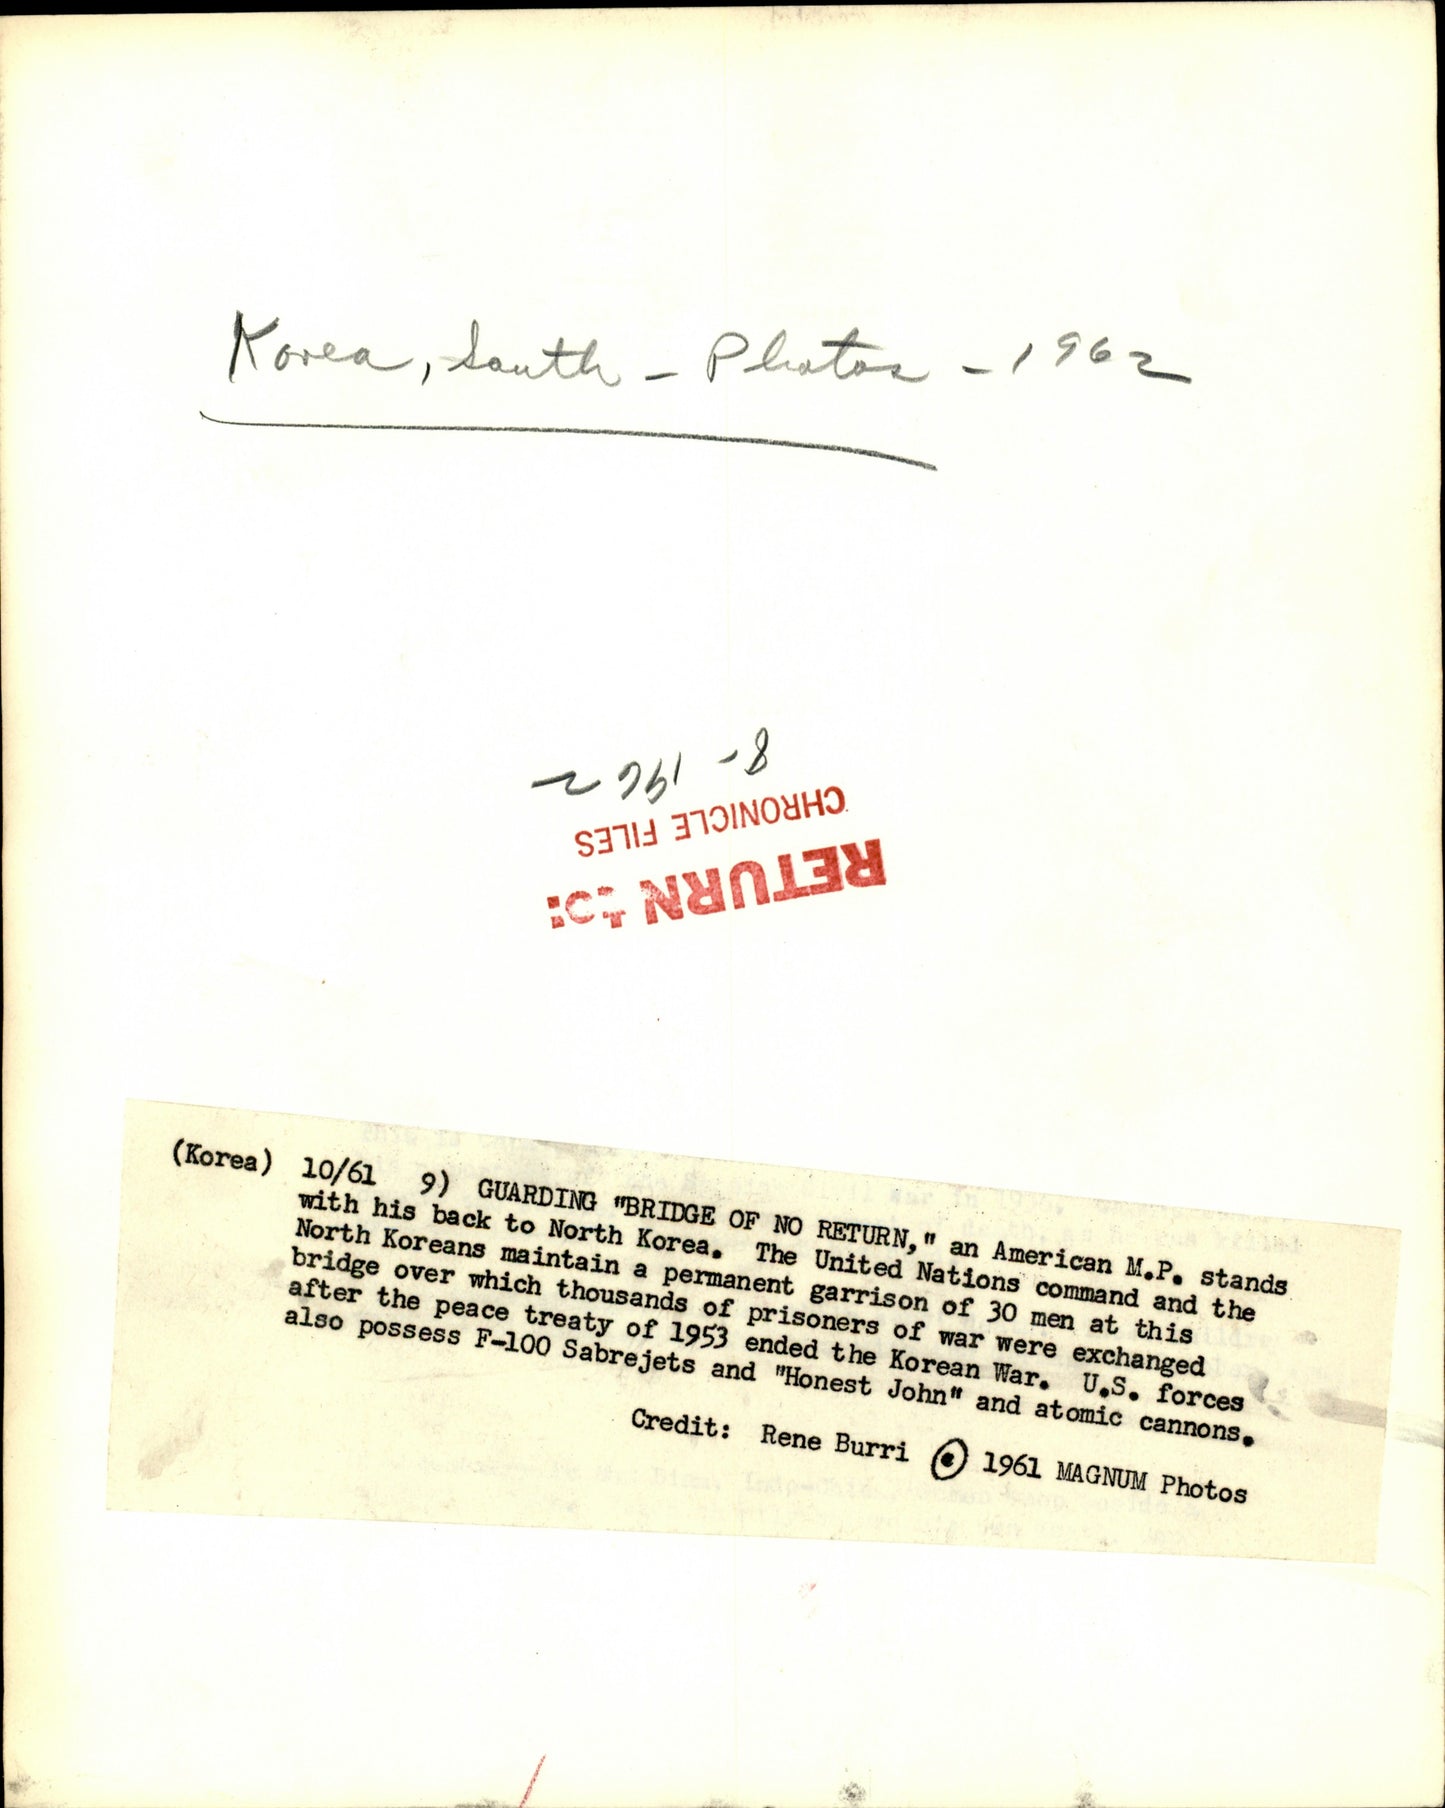 Korea, South - Photos - 1962
RETURN to:
CHRONICLE FILES
8 - 1962
(Korea) 10/61 9) GUARDING "BRIDGE OF NO RETURN," an American M.P. stands
with his back to North Korea. The United Nations command and the
North Koreans maintain a permanent garrison of 30 men at this
bridge over which thousands of prisoners of war were exchanged
after the peace treaty of 1953 ended the Korean War. U.S. forces
also possess F-100 Sabrejets and "Honest John" and atomic cannons.
Credit: Rene Burri © 1961 MAGNUM Photos